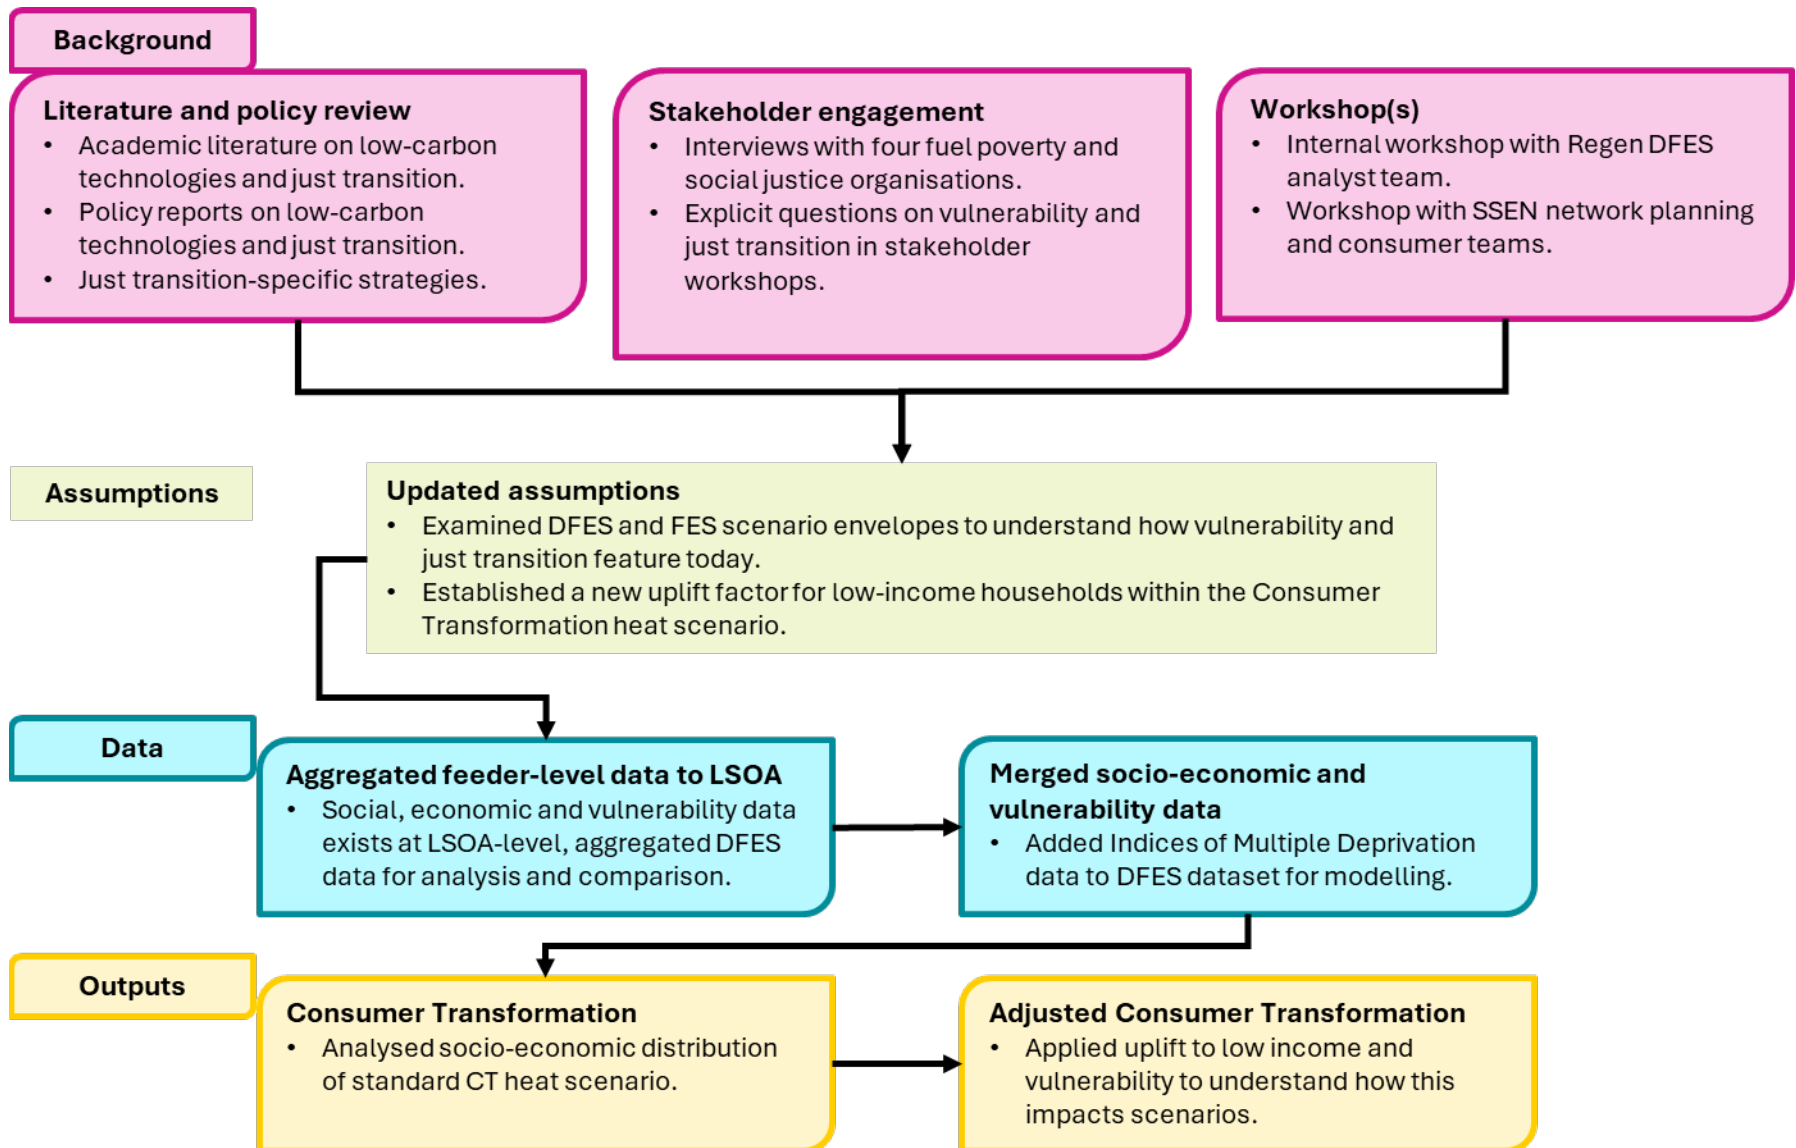 Background
Literature and policy review
• Academic literature on low-carbon
technologies and just transition.
• Policy reports on low-carbon
technologies and just transition.
• Just transition-specific strategies.
Stakeholder engagement
• Interviews with four fuel poverty and
social justice organisations.
• Explicit questions on vulnerability and
just transition in stakeholder
workshops.
Workshop(s)
• Internal workshop with Regen DFES
analyst team.
• Workshop with SSEN network planning
and consumer teams.
Assumptions
Updated assumptions
• Examined DFES and FES scenario envelopes to understand how vulnerability and
just transition feature today.
• Established a new uplift factor for low-income households within the Consumer
Transformation heat scenario.
Data
Aggregated feeder-level data to LSOA
• Social, economic and vulnerability data
exists at LSOA-level, aggregated DFES
data for analysis and comparison.
Merged socio-economic and
vulnerability data
• Added Indices of Multiple Deprivation
data to DFES dataset for modelling.
Outputs
Consumer Transformation
• Analysed socio-economic distribution
of standard CT heat scenario.
Adjusted Consumer Transformation
• Applied uplift to low income and
vulnerability to understand how this
impacts scenarios.